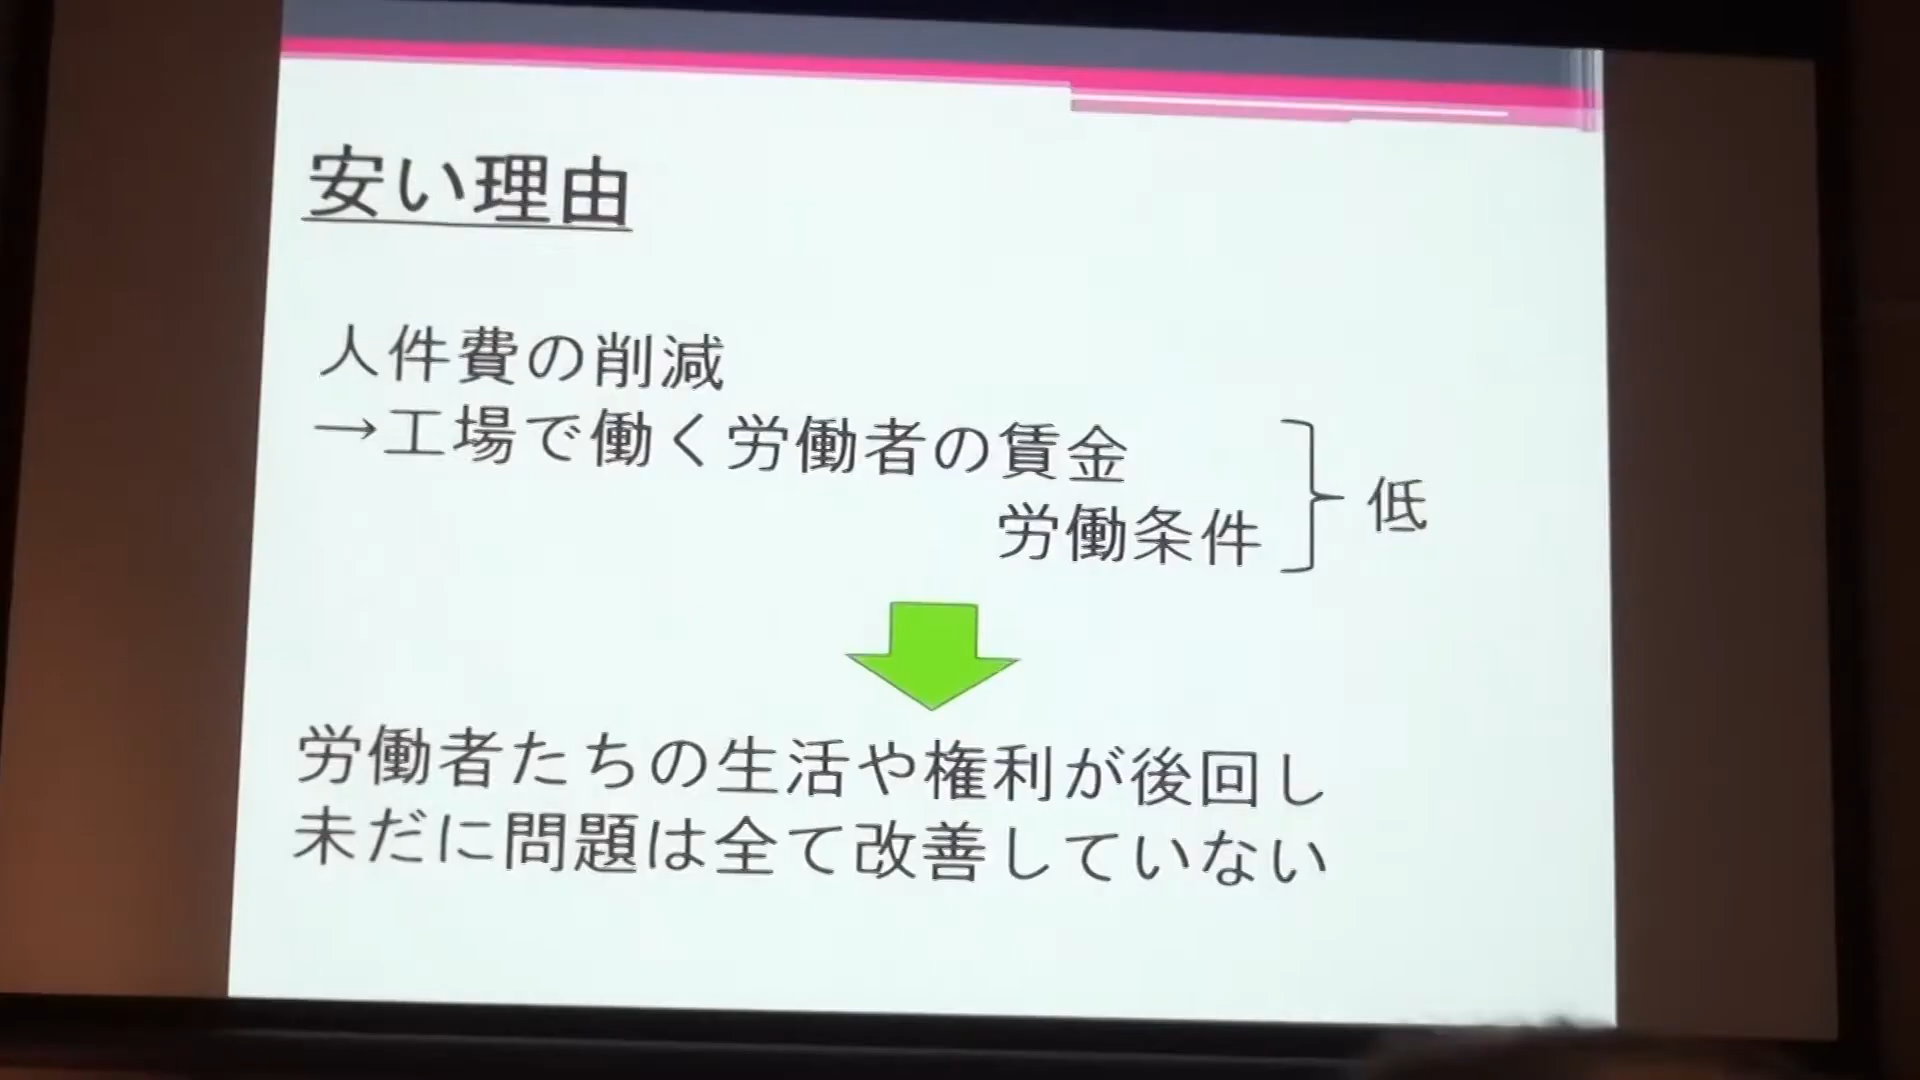 安い理由
人件費の削減
→工場で働く労働者の賃金
労働条件
低
労働者たちの生活や権利が後回し
未だに問題は全て改善していない